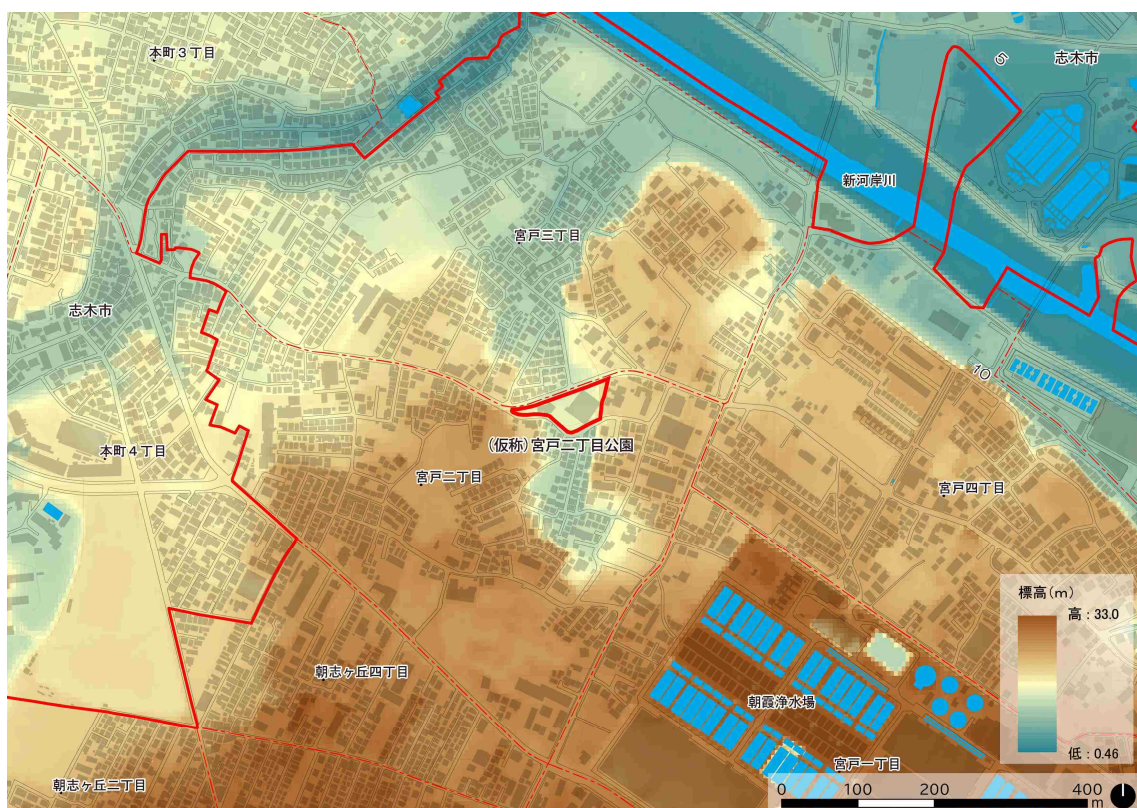 本町3丁目
志木市
5
新河岸川
宮戸三丁目
志木市
10
本町4丁目
(仮称)宮戸二丁目公園
宮戸二丁目
宮戸四丁目
標高(m)
高:33.0
低:0.46
朝志ヶ丘四丁目
朝霞浄水場
宮戸一丁目
朝志ヶ丘二丁目
0 100 200 400
m